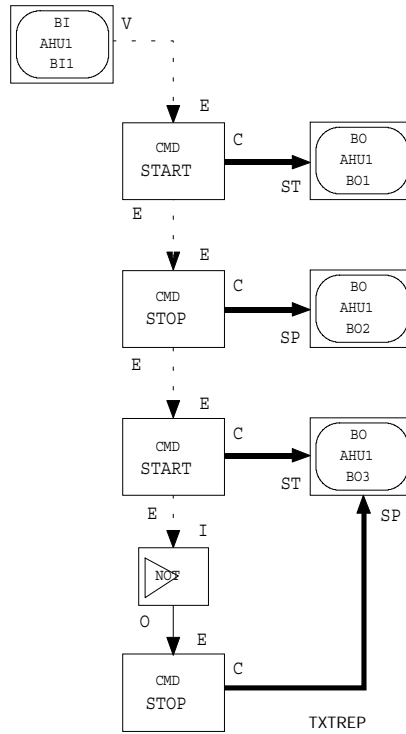 BI
AHU1
BI1
V
E
CMD
START
C
ST
BO
AHU1
BO1
E
E
CMD
STOP
C
SP
BO
AHU1
BO2
E
E
CMD
START
C
ST
BO
AHU1
BO3
SP
E
I
NOT
O
E
CMD
STOP
C
TXTREP